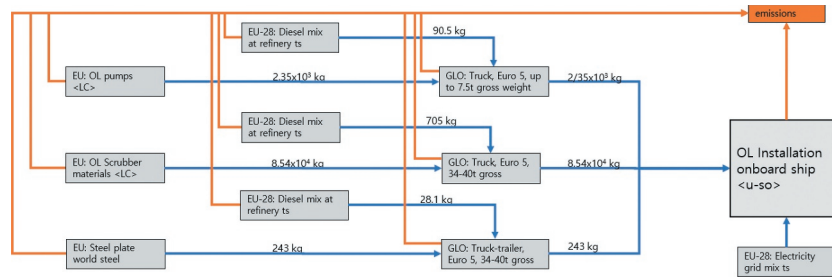 emissions
EU-28: Diesel mix
at refinery ts
90.5 kg
EU: OL pumps
<LC>
2.35x10³ kg
GLO: Truck, Euro 5, up
to 7.5t gross weight
2/35x10³ kg
EU-28: Diesel mix
at refinery ts
705 kg
OL Installation
onboard ship
<u-so>
EU: OL Scrubber
materials <LC>
8.54x10⁴ kg
GLO: Truck, Euro 5,
34-40t gross
8.54x10⁴ kg
EU-28: Diesel mix at
refinery ts
28.1 kg
EU: Steel plate
world steel
243 kg
GLO: Truck-trailer,
Euro 5, 34-40t gross
243 kg
EU-28: Electricity
grid mix ts